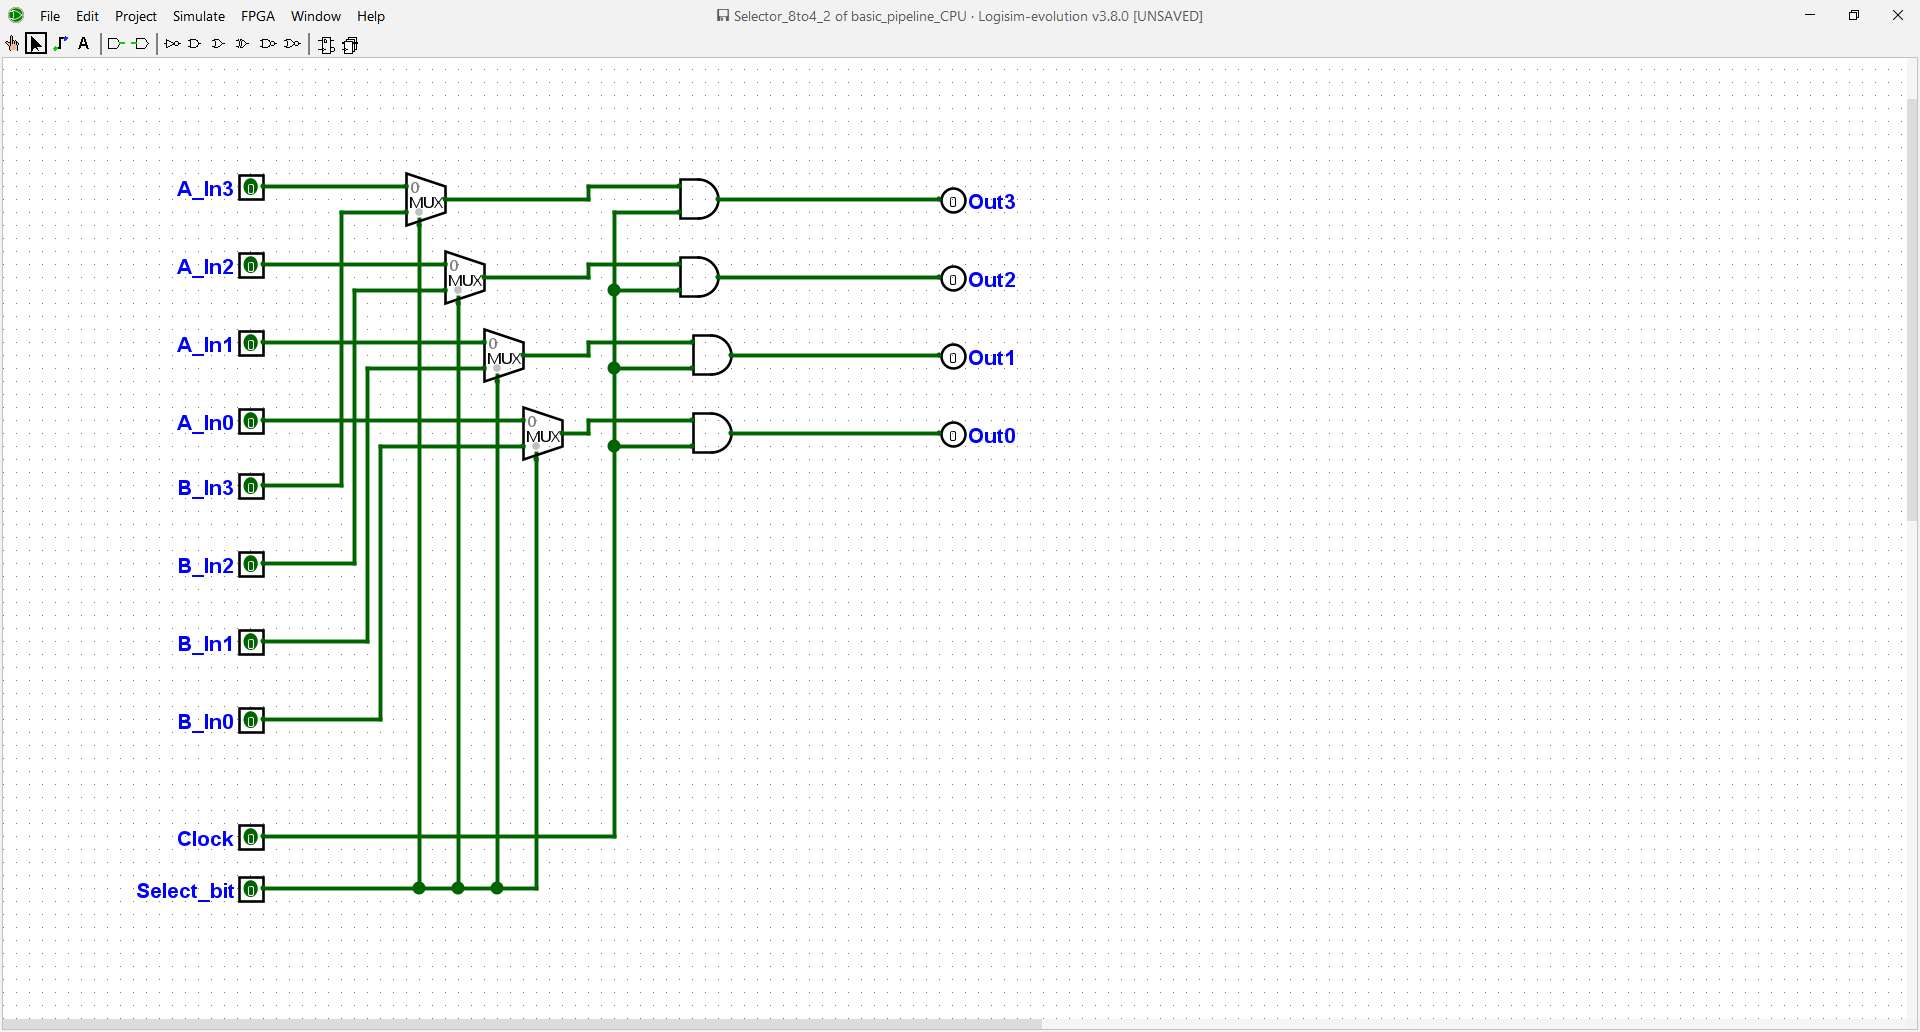 File Edit Project Simulate FPGA Window Help
Selector_8to4_2 of basic_pipeline_CPU · Logisim-evolution v3.8.0 [UNSAVED]
A
A_In3 0 0 MUX 0 Out3
A_In2 0 0 MUX 0 Out2
A_In1 0 0 MUX 0 Out1
A_In0 0 0 MUX 0 Out0
B_In3 0
B_In2 0
B_In1 0
B_In0 0
Clock 0
Select_bit 0